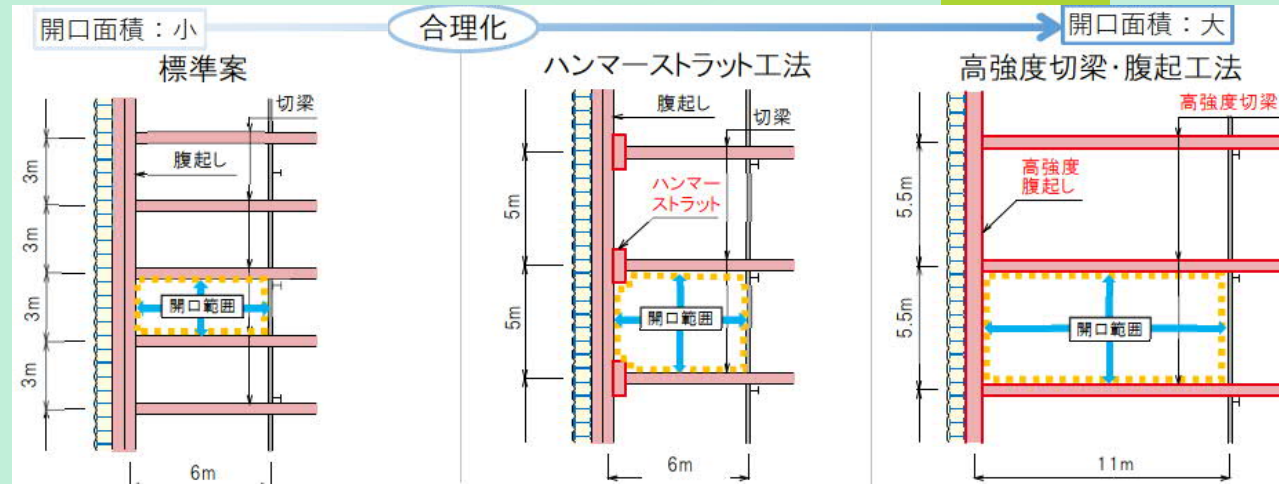 開口面積：小
合理化
開口面積：大
標準案
切梁
腹起し
3m
3m
3m
3m
開口範囲
6m
ハンマーストラット工法
腹起し
切梁
ハンマー
ストラット
5m
5m
開口範囲
6m
高強度切梁･腹起工法
高強度切梁
高強度
腹起し
5.5m
5.5m
開口範囲
11m